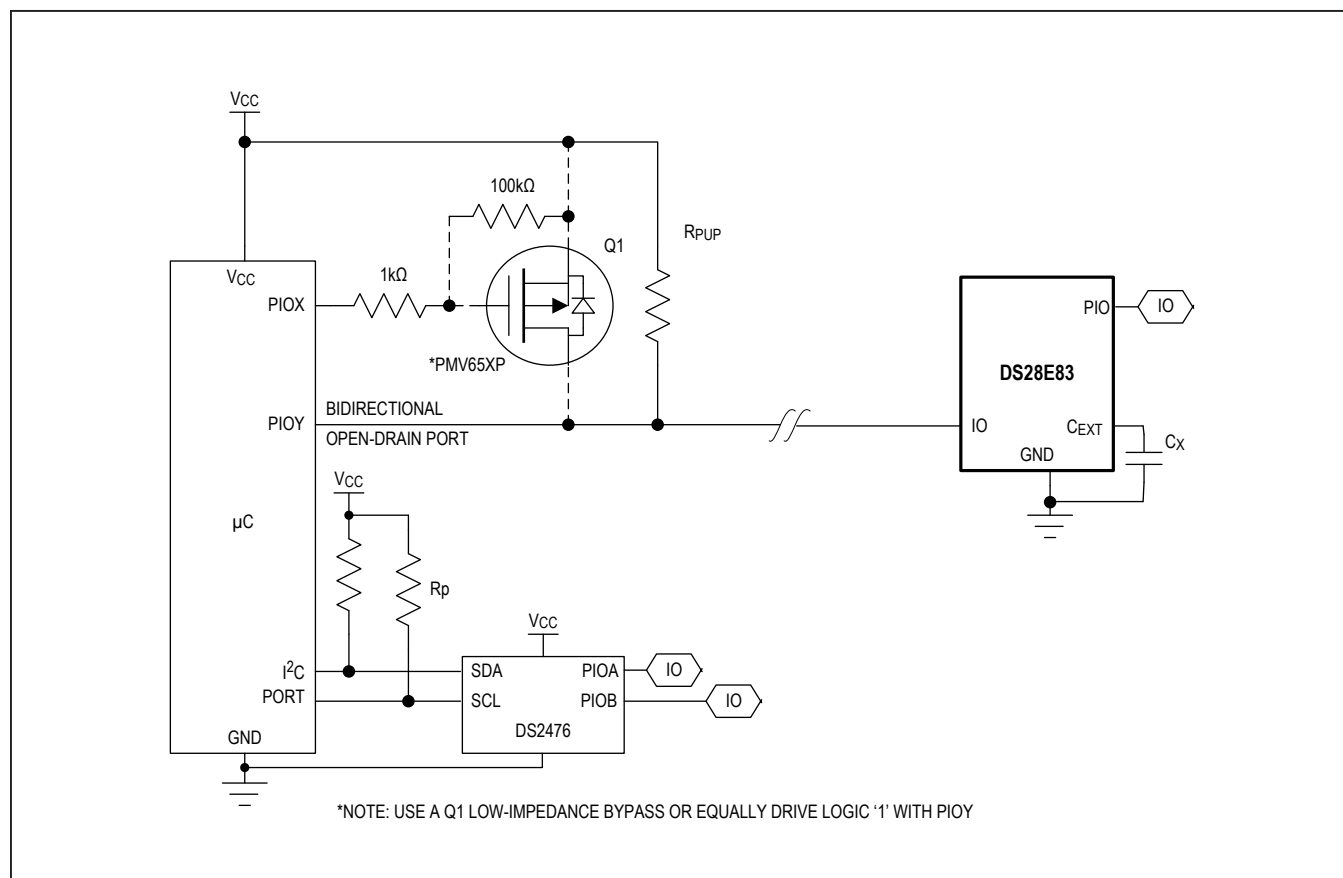 VCC
100kΩ
Q1
RPUP
1kΩ
VCC
PIOX
*PMV65XP
PIO
IO
DS28E83
PIOY
BIDIRECTIONAL
OPEN-DRAIN PORT
IO
CEXT
GND
CX
VCC
µC
Rp
VCC
I2C
PORT
SDA
SCL
PIOA
PIOB
IO
IO
DS2476
GND
*NOTE: USE A Q1 LOW-IMPEDANCE BYPASS OR EQUALLY DRIVE LOGIC ‘1’ WITH PIOY